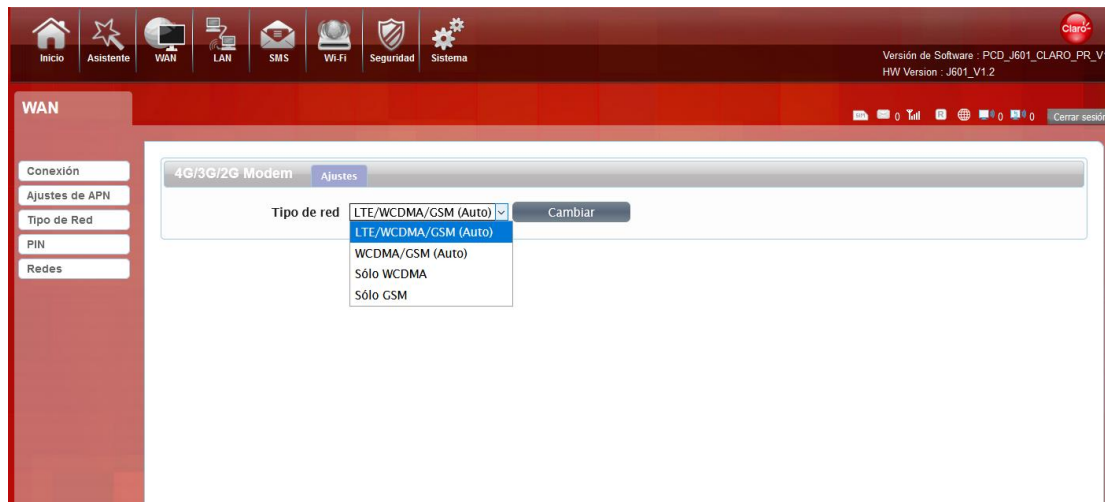 Inicio Asistente WAN LAN SMS Wi-Fi Seguridad Sistema
Claro
Versión de Software : PCD_J601_CLARO_PR_V
HW Version : J601_V1.2
WAN
0 R 0 0 Cerrar sesión
Conexión
Ajustes de APN
Tipo de Red
PIN
Redes
4G/3G/2G Modem Ajustes
Tipo de red LTE/WCDMA/GSM (Auto) Cambiar
LTE/WCDMA/GSM (Auto)
WCDMA/GSM (Auto)
Sólo WCDMA
Sólo GSM